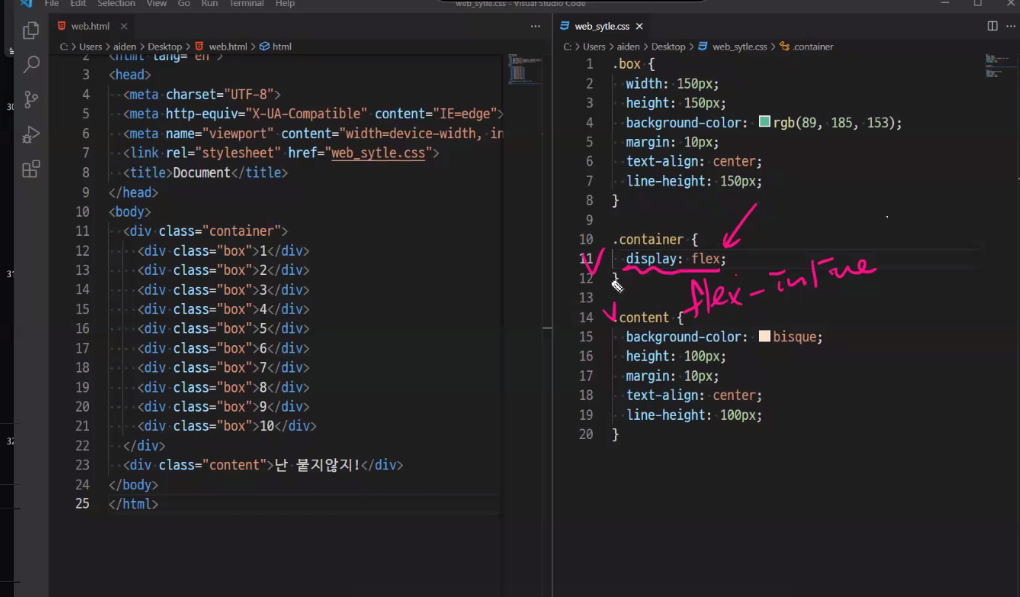 File Edit Selection View Go Run Terminal Help
web_sytle.css - Visual Studio Code
web.html
C: > Users > aiden > Desktop > web.html > html
2 <html lang="en">
3 <head>
4 <meta charset="UTF-8">
5 <meta http-equiv="X-UA-Compatible" content="IE=edge">
6 <meta name="viewport" content="width=device-width, in
7 <link rel="stylesheet" href="web_sytle.css">
8 <title>Document</title>
9 </head>
10 <body>
11 <div class="container">
12 <div class="box">1</div>
13 <div class="box">2</div>
14 <div class="box">3</div>
15 <div class="box">4</div>
16 <div class="box">5</div>
17 <div class="box">6</div>
18 <div class="box">7</div>
19 <div class="box">8</div>
20 <div class="box">9</div>
21 <div class="box">10</div>
22 </div>
23 <div class="content">난 붙지않지!</div>
24 </body>
25 </html>
web_sytle.css
C: > Users > aiden > Desktop > web_sytle.css > .container
1 .box {
2 width: 150px;
3 height: 150px;
4 background-color: rgb(89, 185, 153);
5 margin: 10px;
6 text-align: center;
7 line-height: 150px;
8 }
9
10 .container {
11 display: flex;
12 }
13
14 .content {
15 background-color: bisque;
16 height: 100px;
17 margin: 10px;
18 text-align: center;
19 line-height: 100px;
20 }
flex-
30
31
32